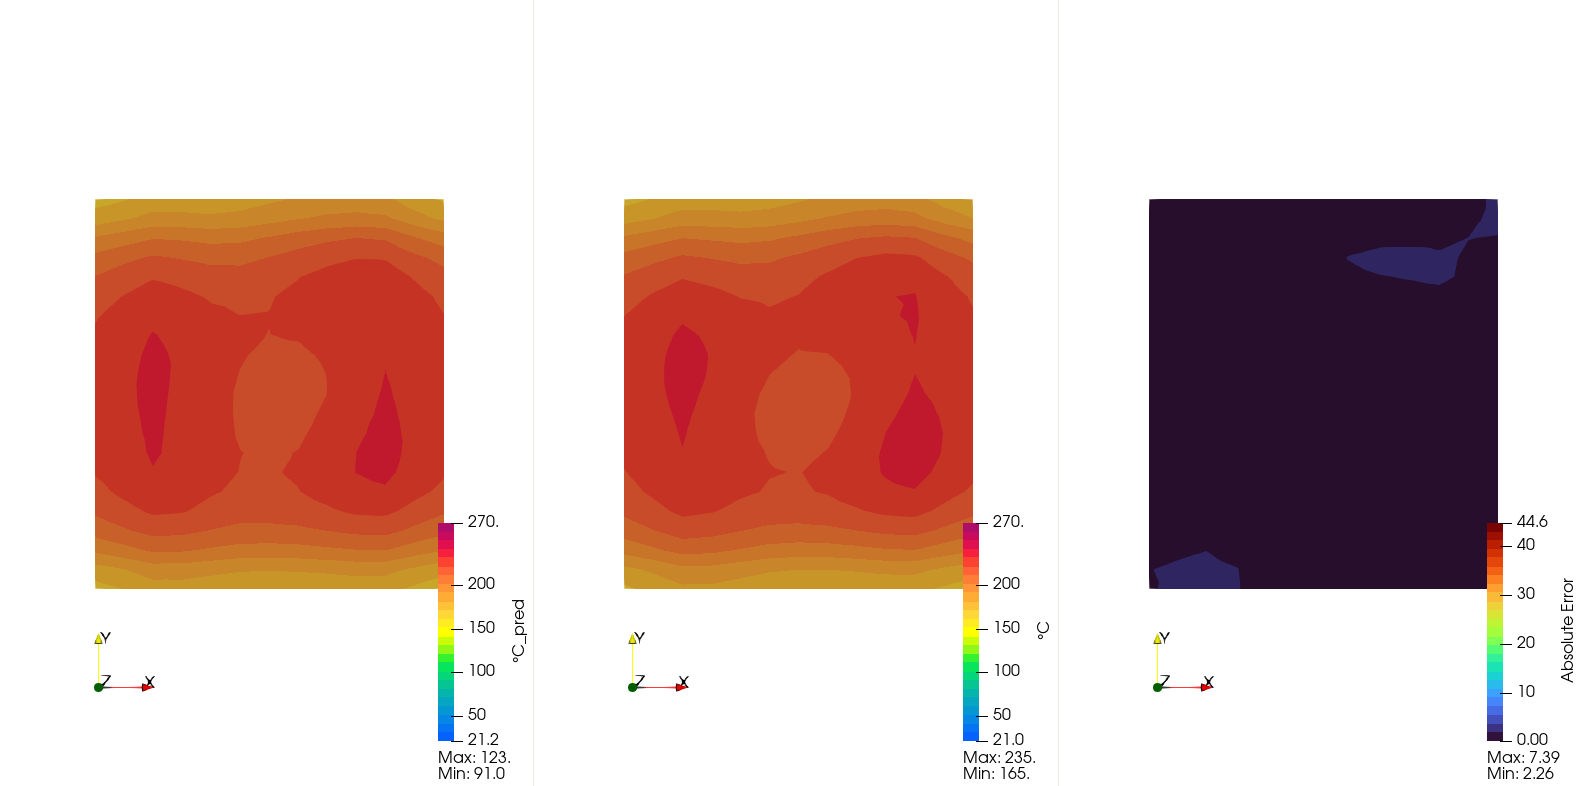 270.
200
150
100
50
21.2
°C_pred
Max: 123.
Min: 91.0
Y
Z
X
270.
200
150
100
50
21.0
°C
Max: 235.
Min: 165.
Y
Z
X
44.6
40
30
20
10
0.00
Absolute Error
Max: 7.39
Min: 2.26
Y
Z
X